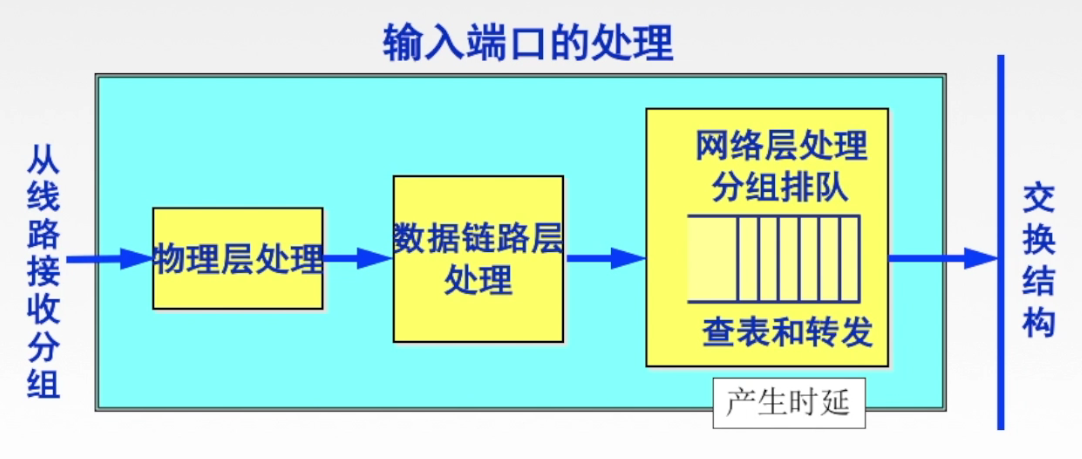 输入端口的处理
从线路接收分组
物理层处理
数据链路层
处理
网络层处理
分组排队
查表和转发
产生时延
交换结构